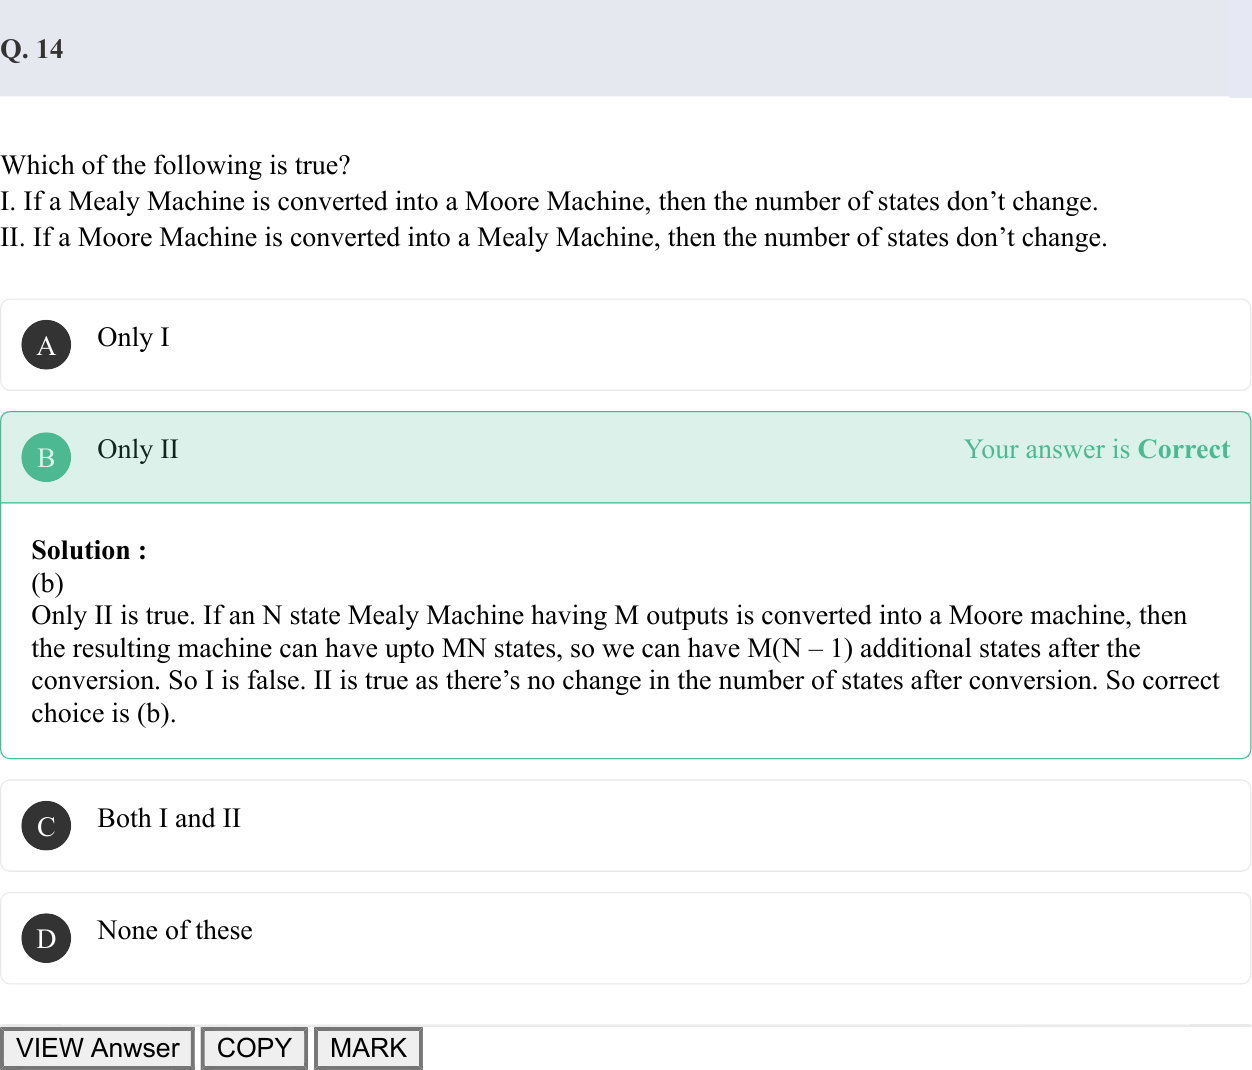 Q. 14
Which of the following is true?
I. If a Mealy Machine is converted into a Moore Machine, then the number of states don’t change.
II. If a Moore Machine is converted into a Mealy Machine, then the number of states don’t change.
A Only I
B Only II Your answer is Correct
Solution :
(b)
Only II is true. If an N state Mealy Machine having M outputs is converted into a Moore machine, then
the resulting machine can have upto MN states, so we can have M(N – 1) additional states after the
conversion. So I is false. II is true as there’s no change in the number of states after conversion. So correct
choice is (b).
C Both I and II
D None of these
VIEW Anwser COPY MARK